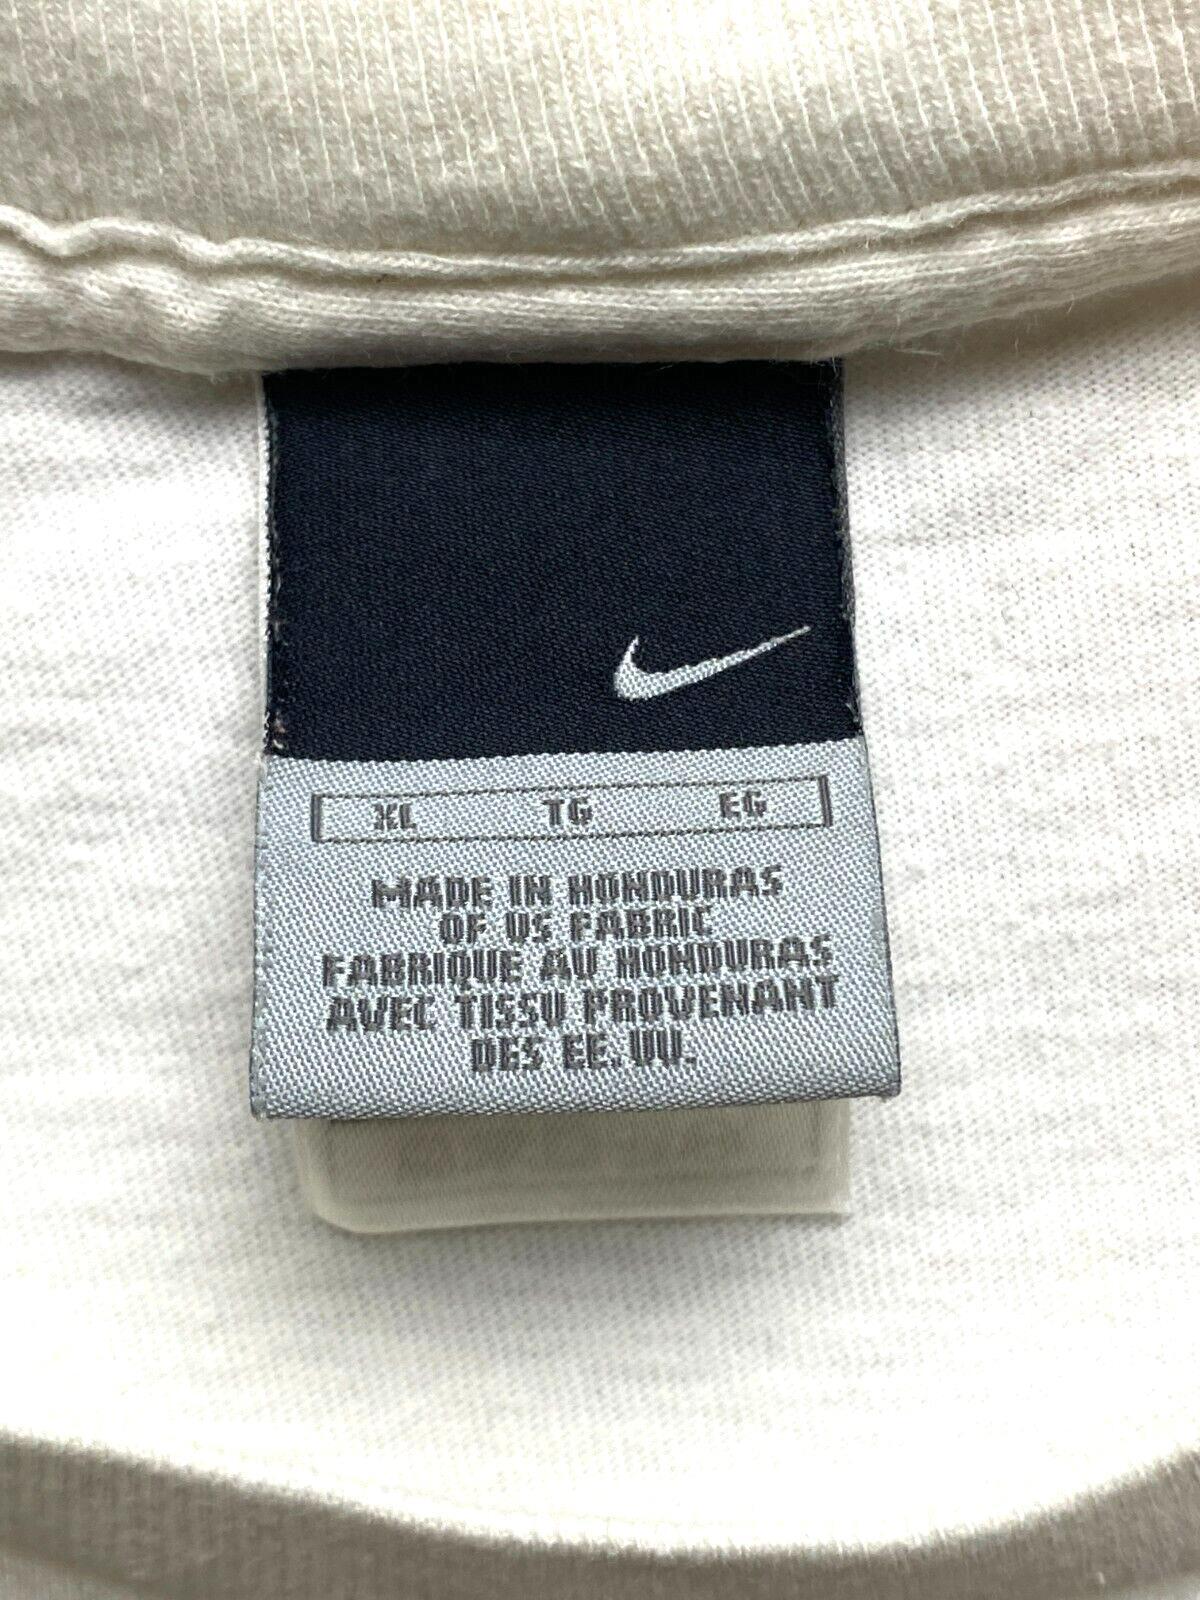 XL TG EG
MADE IN HONDURAS
OF US FABRIC
FABRIQUE AU HONDURAS
AVEC TISSU PROVENANT
DES EE.UU.